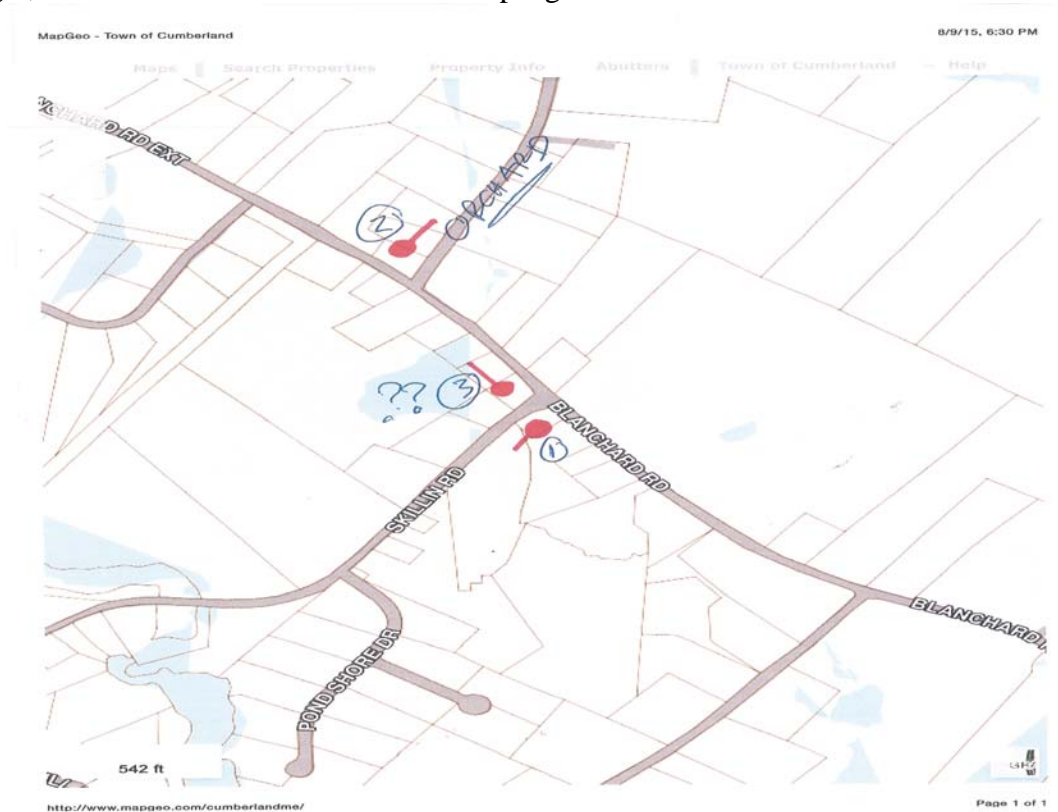 MapGeo - Town of Cumberland
8/9/15, 6:30 PM
Maps | Search Properties Property Info Abutters | Town of Cumberland Help
CHARD RD EXT
ORCHARD
2
?? 3
1
BLANCHARD RD
SKILLIN RD
BLANCHARD
POND SHORE DR
542 ft
http://www.mapgeo.com/cumberlandme/
Page 1 of 1